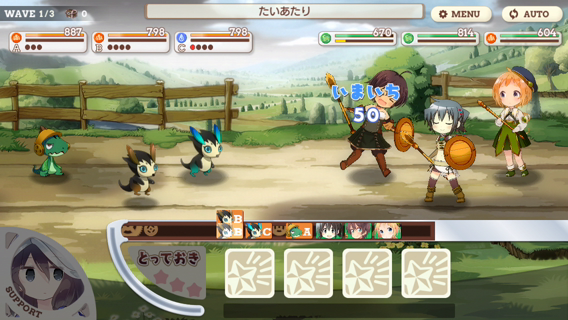 WAVE 1/3
0
たいあたり
MENU
AUTO
887
798
798
670
814
604
A
B
C
いまいち
50
B
B
C
A
とっておき
SUPPORT